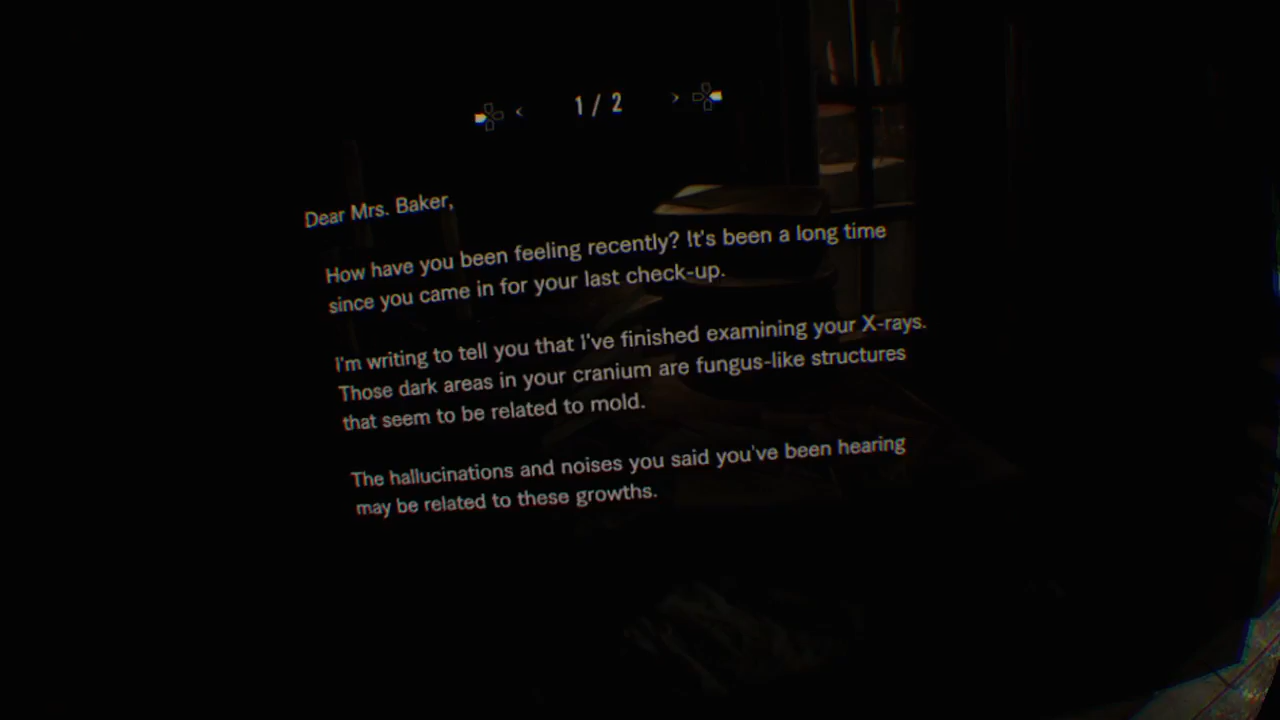 < 1 / 2 >
Dear Mrs. Baker,
How have you been feeling recently? It's been a long time
since you came in for your last check-up.
I'm writing to tell you that I've finished examining your X-rays.
Those dark areas in your cranium are fungus-like structures
that seem to be related to mold.
The hallucinations and noises you said you've been hearing
may be related to these growths.